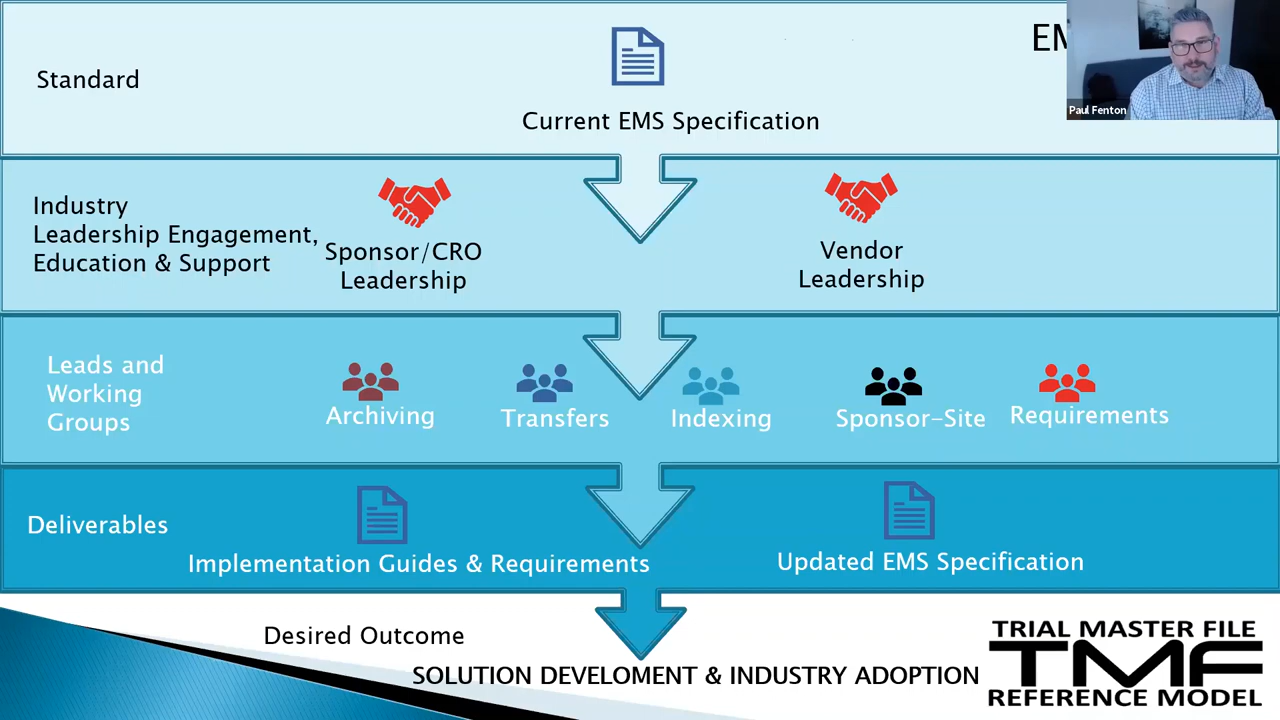 EM
Paul Fenton
Standard
Current EMS Specification
Industry
Leadership Engagement,
Education & Support
Sponsor/CRO
Leadership
Vendor
Leadership
Leads and
Working
Groups
Archiving
Transfers
Indexing
Sponsor-Site
Requirements
Deliverables
Implementation Guides & Requirements
Updated EMS Specification
Desired Outcome
SOLUTION DEVELOMENT & INDUSTRY ADOPTION
TRIAL MASTER FILE
TMF
REFERENCE MODEL